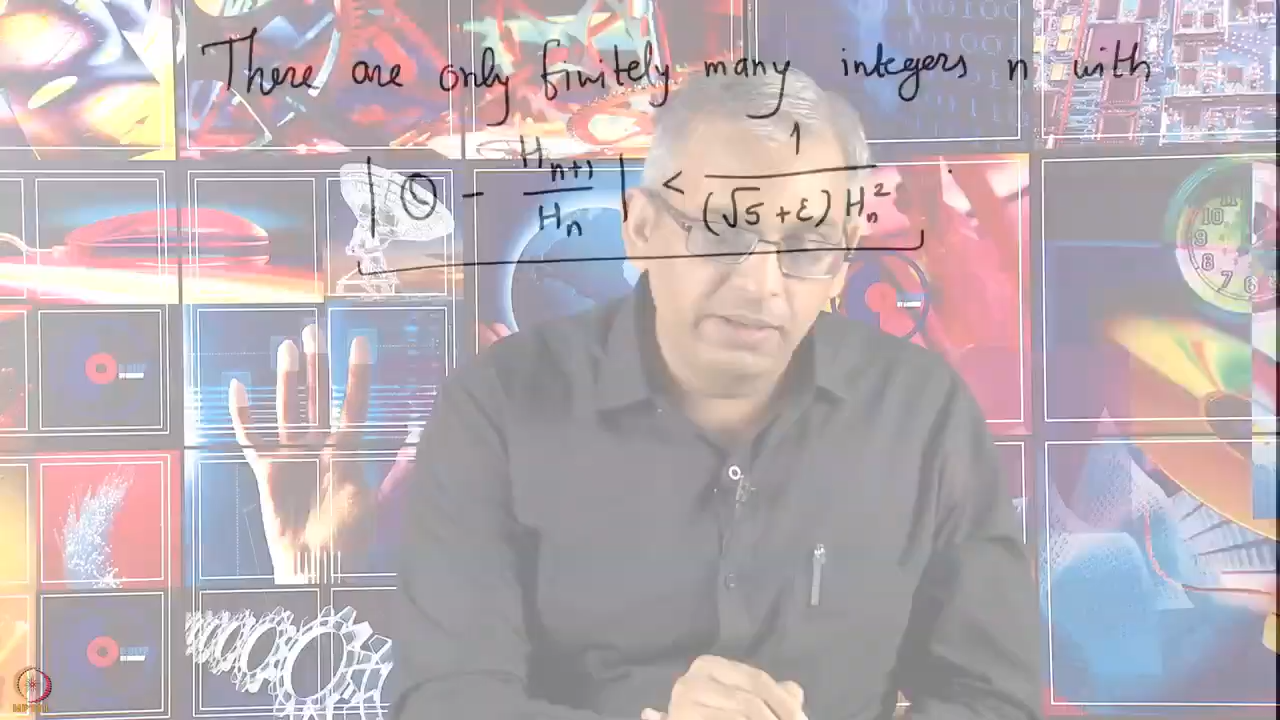 There are only finitely many integers n with
| Θ - H_{n+1} / H_n | < 1 / ((√5 + ε) H_n^2)